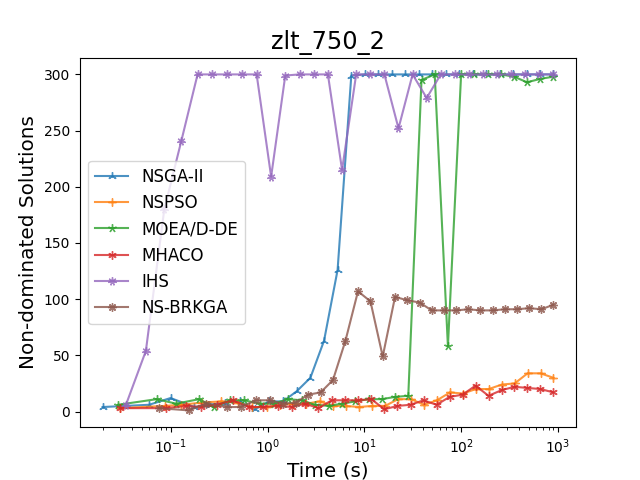 zlt_750_2
Non-dominated Solutions
300
250
200
150
100
50
0
NSGA-II
NSPSO
MOEA/D-DE
MHACO
IHS
NS-BRKGA
10⁻¹ 10⁰ 10¹ 10² 10³
Time (s)